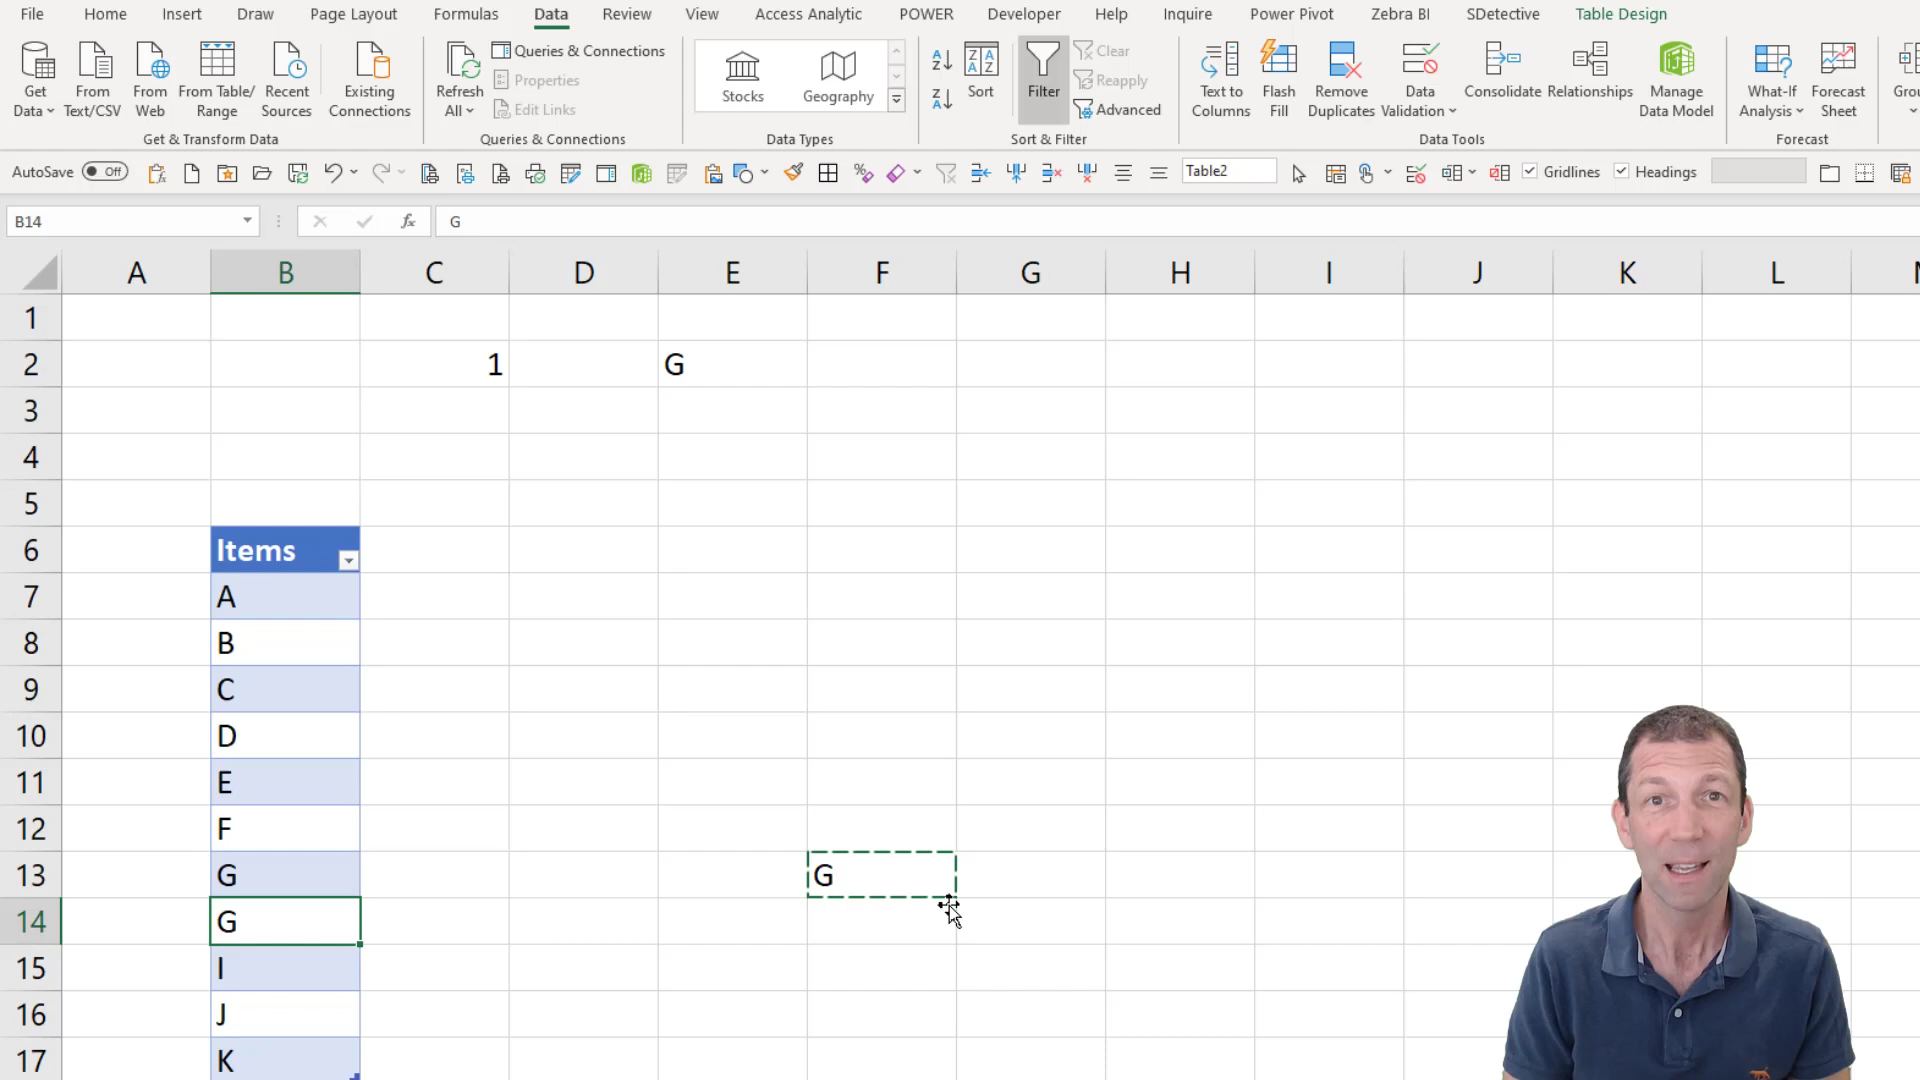 File Home Insert Draw Page Layout Formulas Data Review View Access Analytic POWER Developer Help Inquire Power Pivot Zebra BI SDetective Table Design
Get Data
From Text/CSV
From Web
From Table/ Range
Recent Sources
Existing Connections
Get & Transform Data
Refresh All
Queries & Connections
Properties
Edit Links
Queries & Connections
Stocks
Geography
Data Types
Sort
Filter
Clear
Reapply
Advanced
Sort & Filter
Text to Columns
Flash Fill
Remove Duplicates
Data Validation
Consolidate
Relationships
Manage Data Model
Data Tools
What-If Analysis
Forecast Sheet
Forecast
AutoSave Off Table2 Gridlines Headings
B14 fx G
A B C D E F G H I J K L
1
2 1 G
3
4
5
6 Items
7 A
8 B
9 C
10 D
11 E
12 F
13 G G
14 G
15 I
16 J
17 K